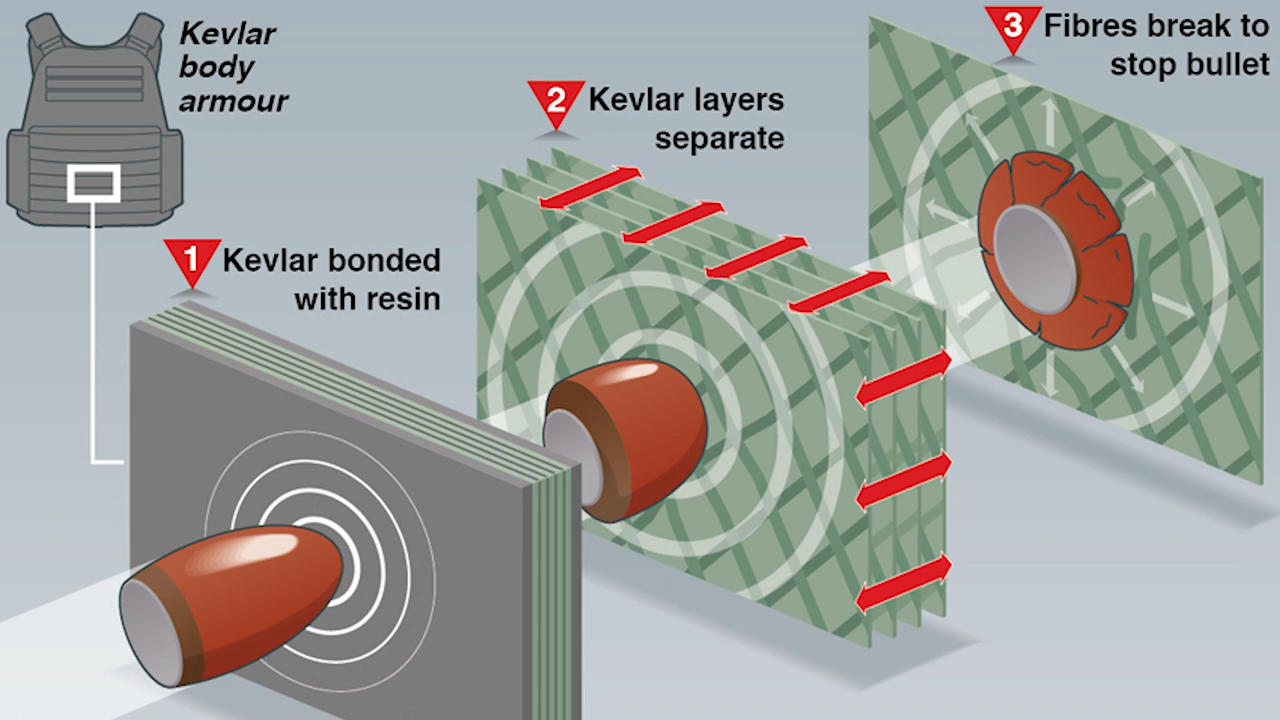 Kevlar
body
armour
1 Kevlar bonded
with resin
2 Kevlar layers
separate
3 Fibres break to
stop bullet